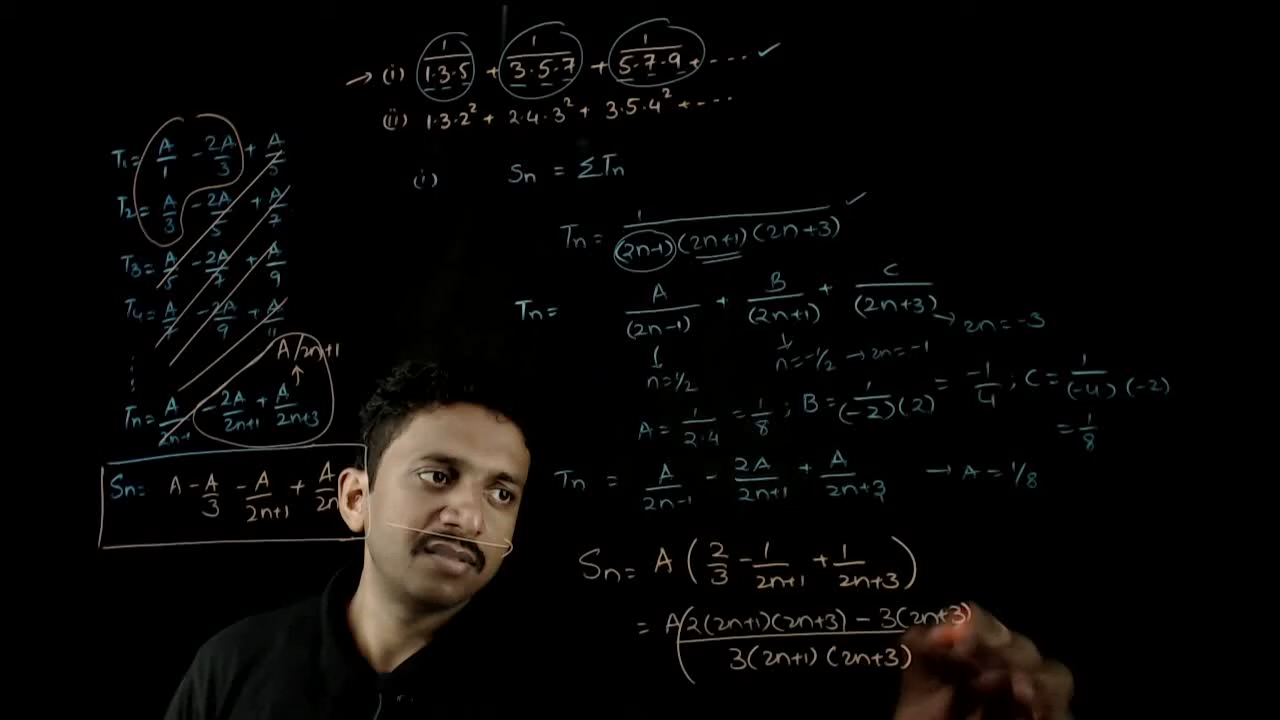 → (i) 1/(1·3·5) + 1/(3·5·7) + 1/(5·7·9) + ···· ✓
(ii) 1·3·2² + 2·4·3² + 3·5·4² + ···
T₁ = A/1 - 2A/3 + A/5
T₂ = A/3 - 2A/5 + A/7
T₃ = A/5 - 2A/7 + A/9
T₄ = A/7 - 2A/9 + A/11
⋮
A/2n+1
↑
Tn = A/2n-1 - 2A/2n+1 + A/2n+3
Sn = A - A/3 - A/2n+1 + A/2n
(i) Sn = ΣTn
Tn = 1/(2n-1)(2n+1)(2n+3) ✓
Tn = A/(2n-1) + B/(2n+1) + C/(2n+3) → 2n = -3
↓ n = 1/2 ↓ n = -1/2 → 2n = -1
A = 1/2·4 = 1/8 ; B = 1/(-2)(2) = -1/4 ; C = 1/(-4)(-2)
= 1/8
Tn = A/2n-1 - 2A/2n+1 + A/2n+3 → A = 1/8
Sn = A (2/3 - 1/2n+1 + 1/2n+3)
= A(2(2n+1)(2n+3) - 3(2n+3)
3(2n+1)(2n+3)